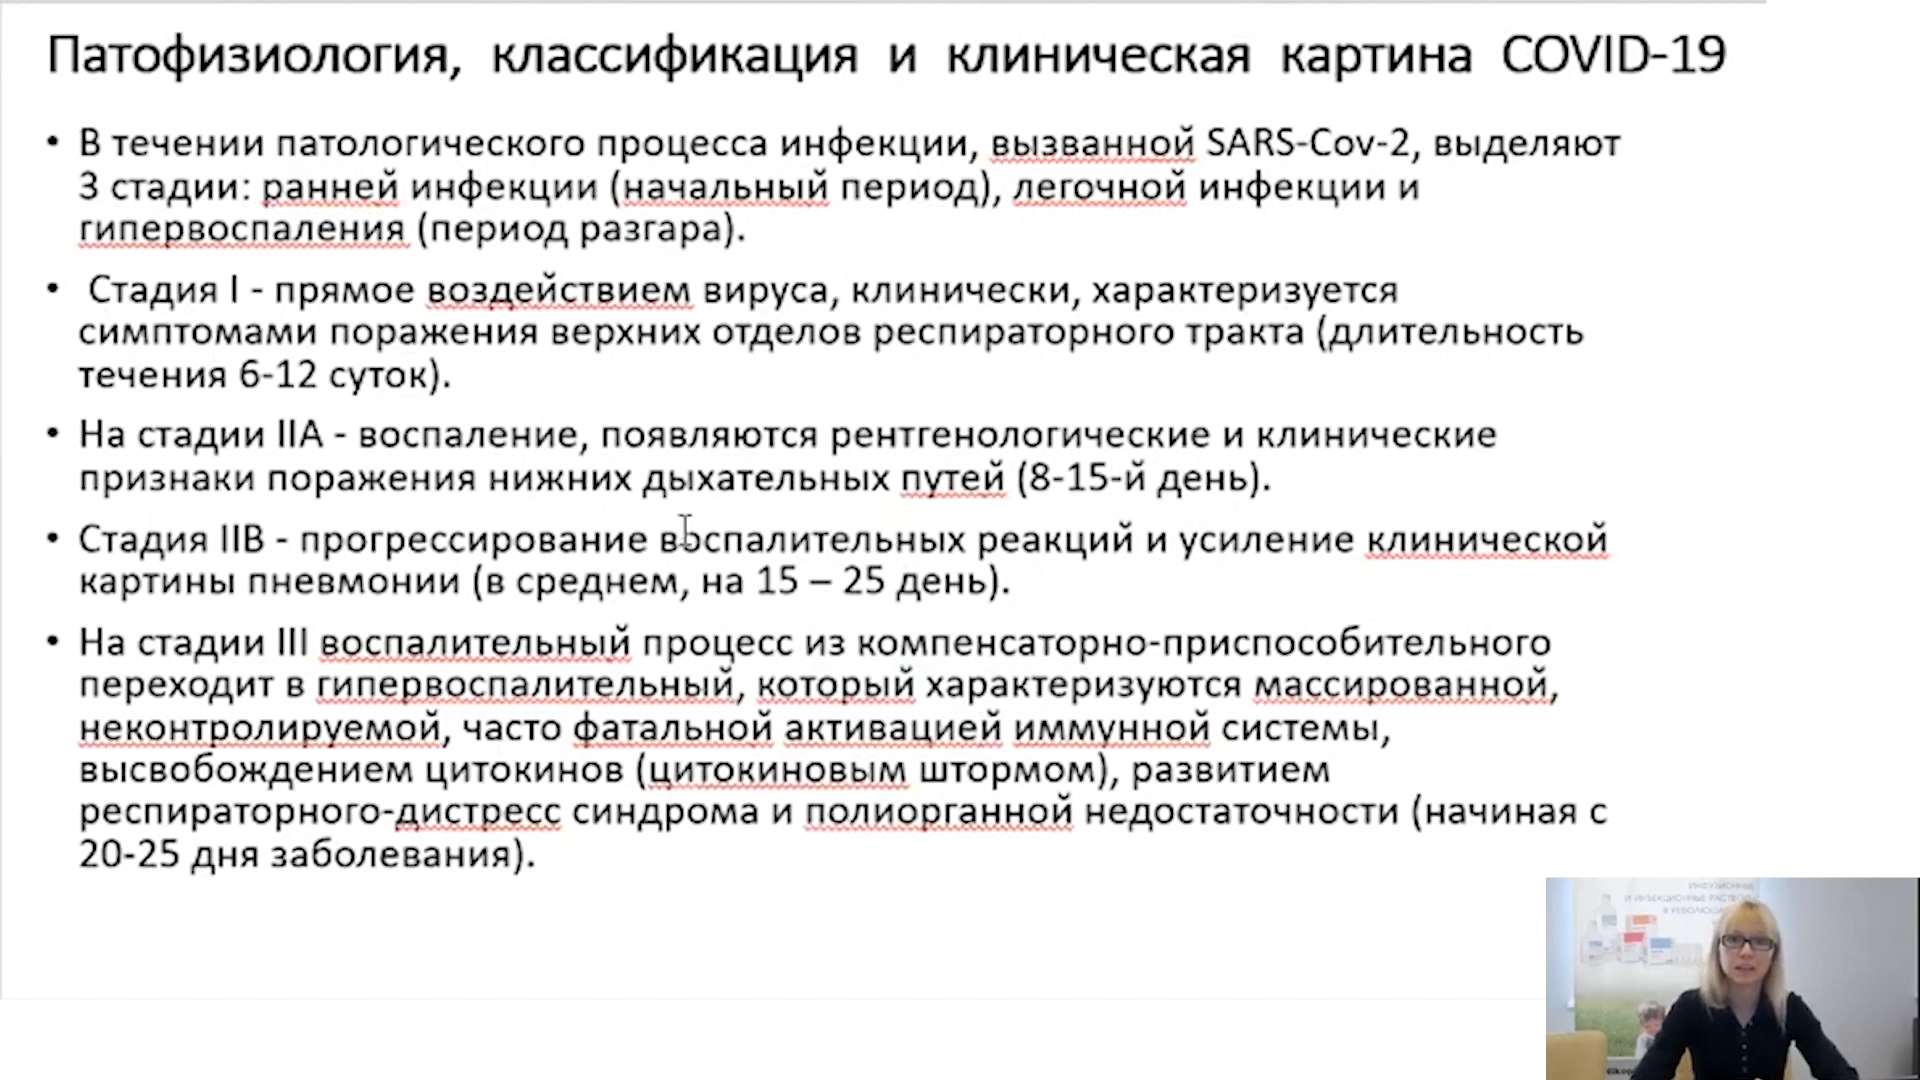 Патофизиология, классификация и клиническая картина COVID-19
• В течении патологического процесса инфекции, вызванной SARS-Cov-2, выделяют
3 стадии: ранней инфекции (начальный период), легочной инфекции и
гипервоспаления (период разгара).
• Стадия I - прямое воздействием вируса, клинически, характеризуется
симптомами поражения верхних отделов респираторного тракта (длительность
течения 6-12 суток).
• На стадии IIA - воспаление, появляются рентгенологические и клинические
признаки поражения нижних дыхательных путей (8-15-й день).
• Стадия IIB - прогрессирование воспалительных реакций и усиление клинической
картины пневмонии (в среднем, на 15 – 25 день).
• На стадии III воспалительный процесс из компенсаторно-приспособительного
переходит в гипервоспалительный, который характеризуются массированной,
неконтролируемой, часто фатальной активацией иммунной системы,
высвобождением цитокинов (цитокиновым штормом), развитием
респираторного-дистресс синдрома и полиорганной недостаточности (начиная с
20-25 дня заболевания).
ИНФУЗИОННЫЕ
И ИНЪЕКЦИОННЫЕ